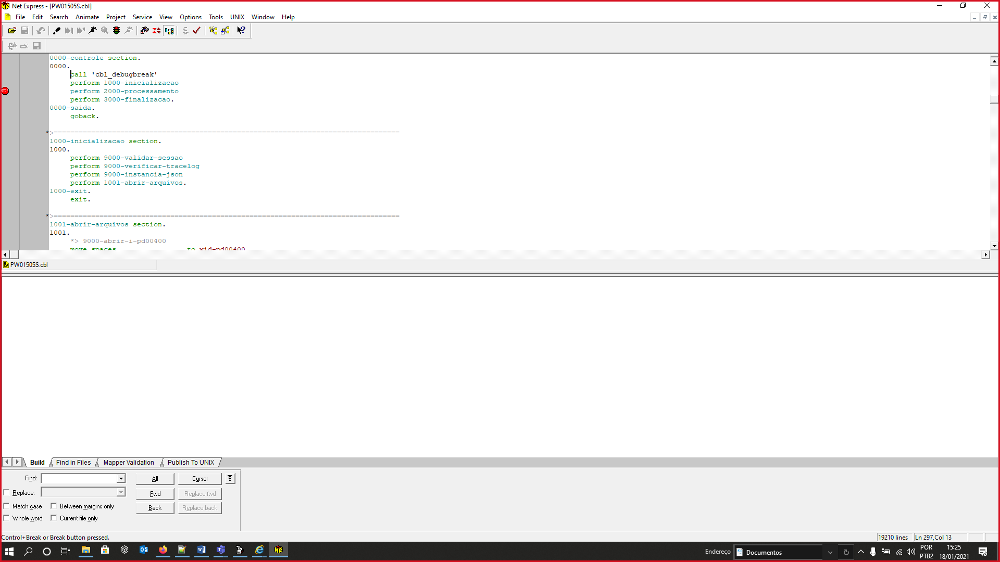 Net Express - [PW01505S.cbl]
File Edit Search Animate Project Service View Options Tools UNIX Window Help
0000-controle section.
0000.
call 'cbl_debugbreak'
perform 1000-inicializacao
STOP
perform 2000-processamento
perform 3000-finalizacao.
0000-saida.
goback.
*>===================================================================================
1000-inicializacao section.
1000.
perform 9000-validar-sessao
perform 9000-verificar-tracelog
perform 9000-instancia-json
perform 1001-abrir-arquivos.
1000-exit.
exit.
*>===================================================================================
1001-abrir-arquivos section.
1001.
*> 9000-abrir-i-pd00400
move spaces to wid-pd00400
PW01505S.cbl
Build Find in Files Mapper Validation Publish To UNIX
Find: All Cursor
Replace: Fwd Replace fwd
Match case Between margins only Back Replace back
Whole word Current file only
Control+Break or Break button pressed. 19210 lines Ln 297,Col 13
Endereço Documentos
POR
PTB2
15:25
18/01/2021